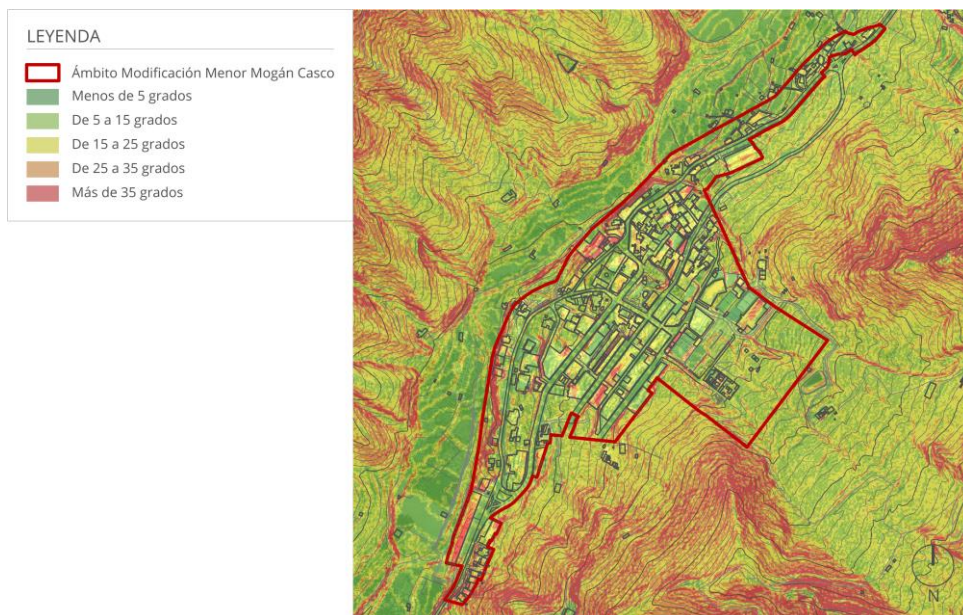 LEYENDA
Ámbito Modificación Menor Mogán Casco
Menos de 5 grados
De 5 a 15 grados
De 15 a 25 grados
De 25 a 35 grados
Más de 35 grados
N